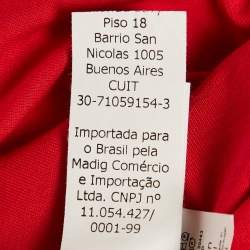 Piso 18
Barrio San
Nicolas 1005
Buenos Aires
CUIT
30-71059154-3
Importada para
o Brasil pela
Madig Comércio
e Importação
Ltda. CNPJ nº
11.054.427/
0001-99